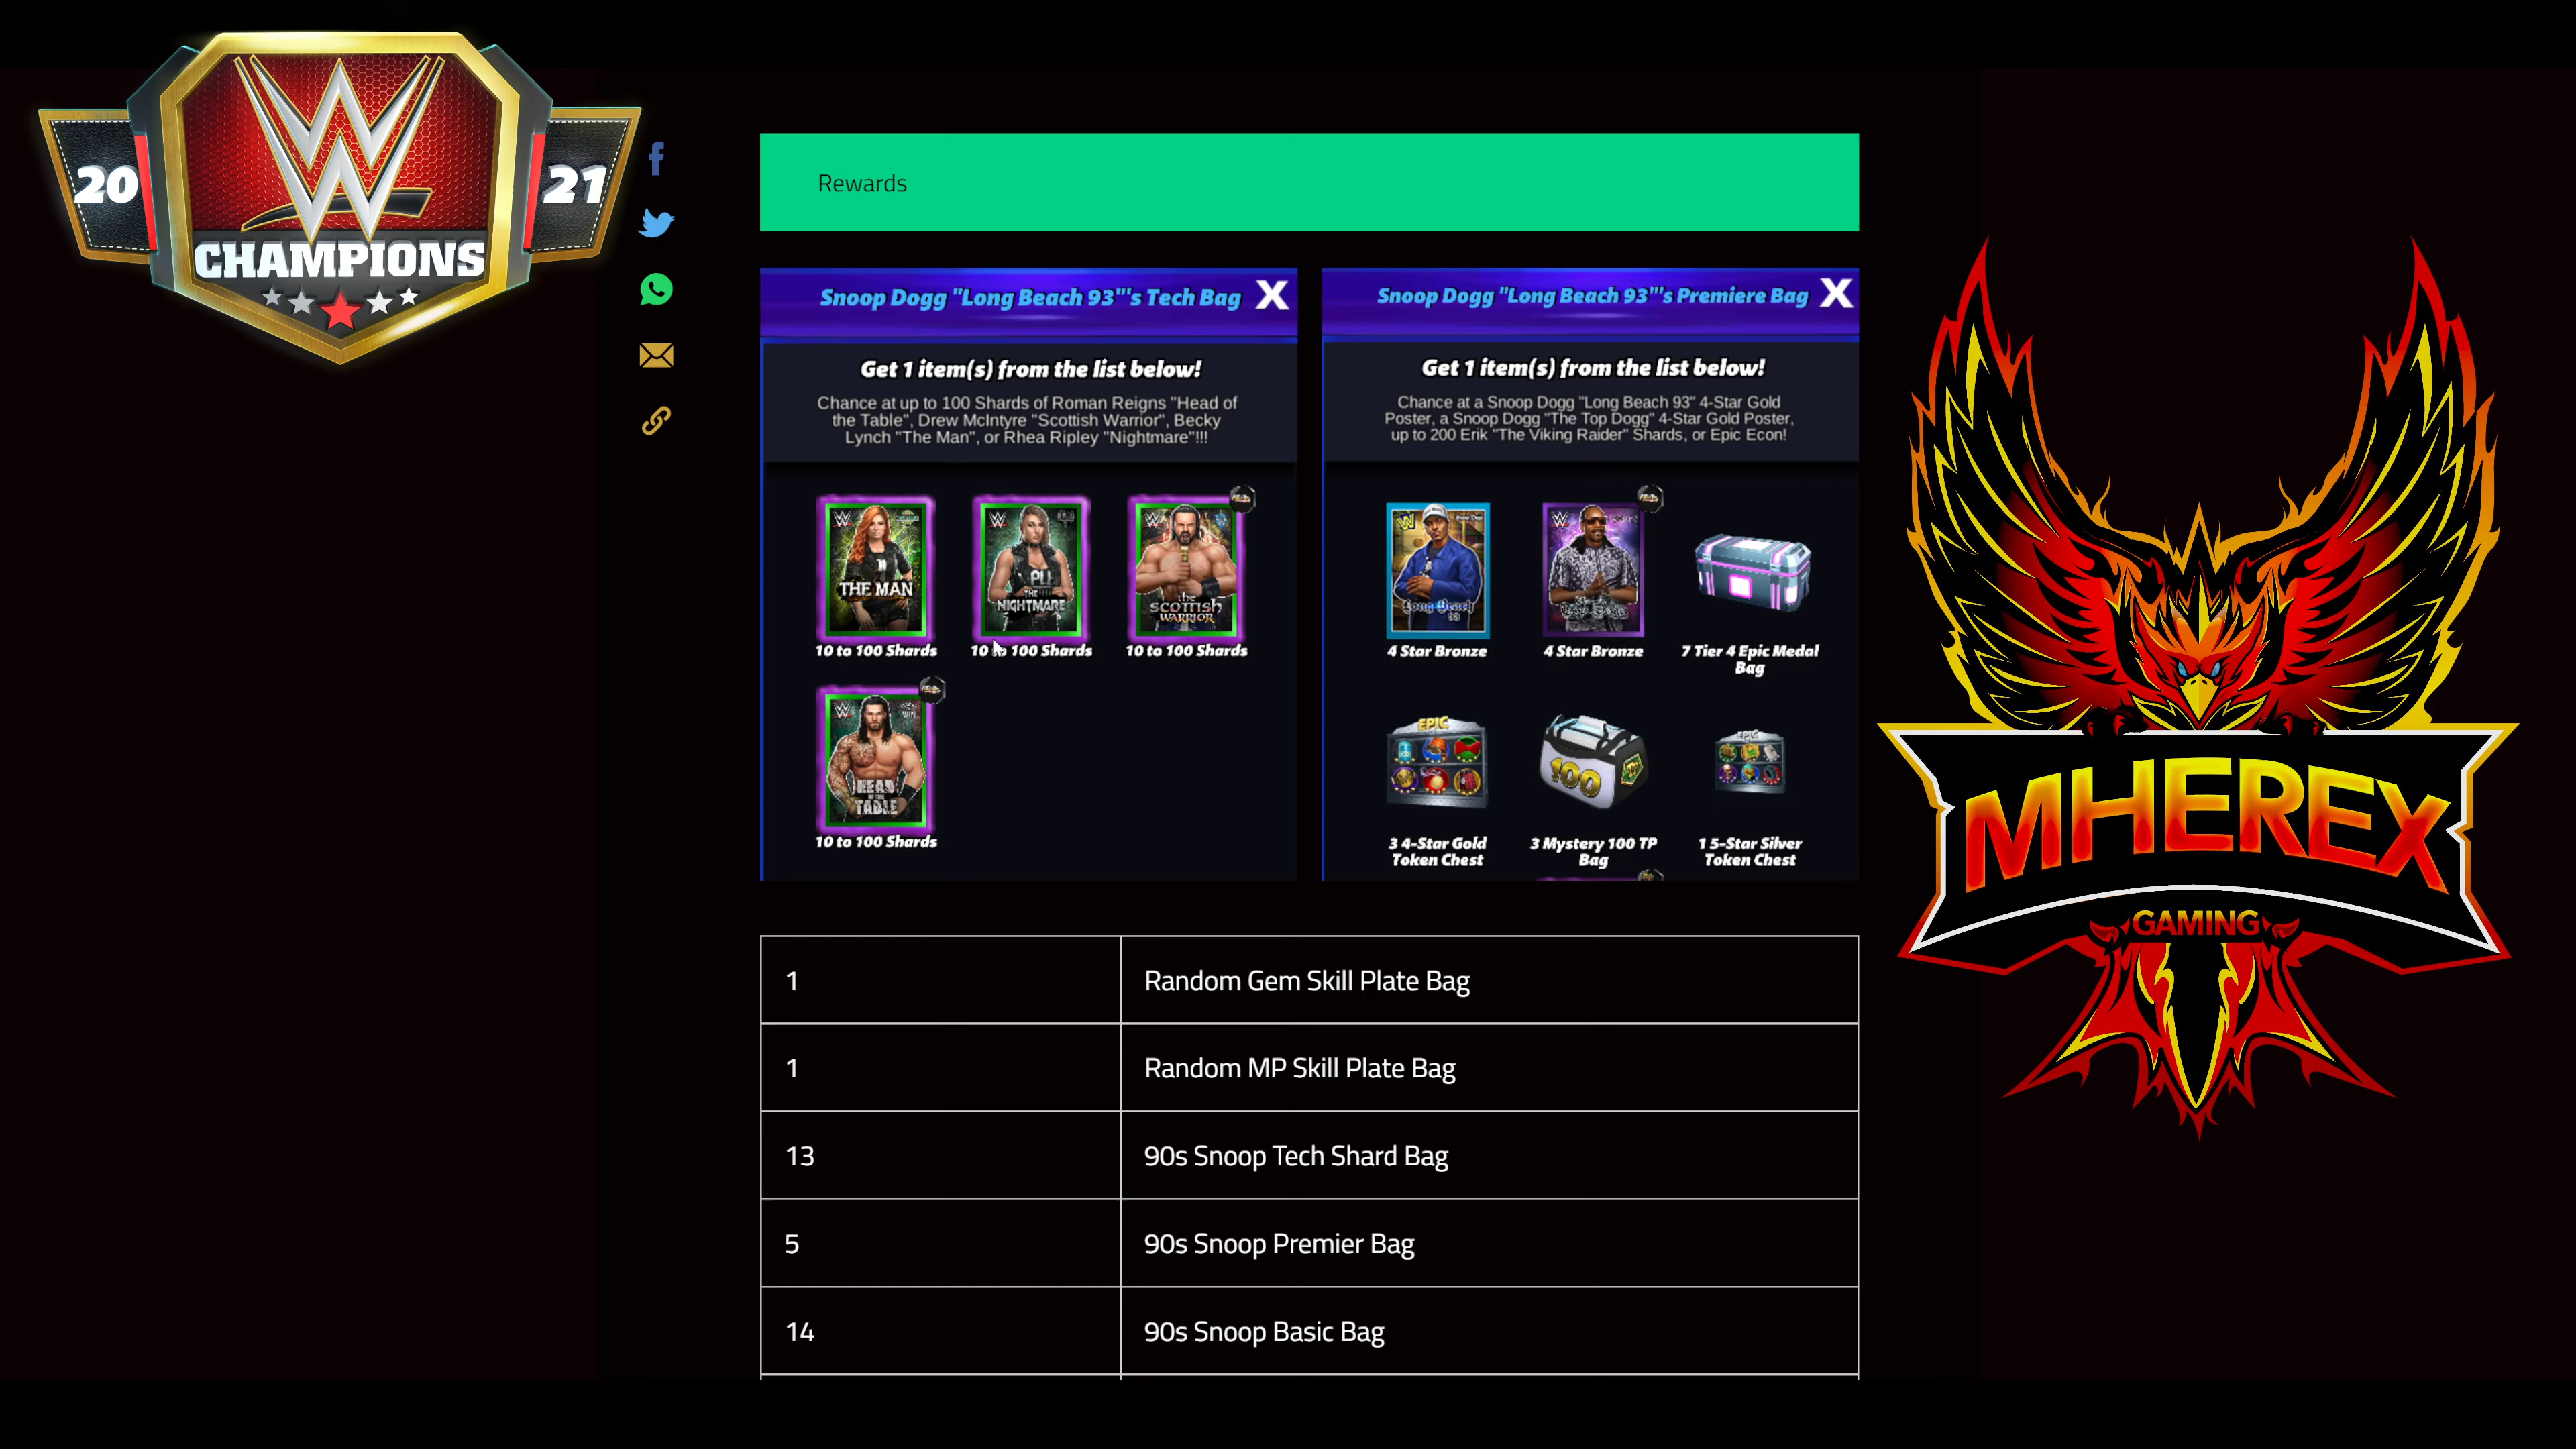 20
21
CHAMPIONS
Rewards
Snoop Dogg "Long Beach 93"'s Tech Bag X
Get 1 item(s) from the list below!
Chance at up to 100 Shards of Roman Reigns "Head of
the Table", Drew McIntyre "Scottish Warrior", Becky
Lynch "The Man", or Rhea Ripley "Nightmare"!!!
THE MAN
THE
NIGHTMARE
the
SCOTTISH
WARRIOR
10 to 100 Shards
10 to 100 Shards
10 to 100 Shards
HEAD
OF THE
TABLE
10 to 100 Shards
Snoop Dogg "Long Beach 93"'s Premiere Bag X
Get 1 item(s) from the list below!
Chance at a Snoop Dogg "Long Beach 93" 4-Star Gold
Poster, a Snoop Dogg "The Top Dogg" 4-Star Gold Poster,
up to 200 Erik "The Viking Raider" Shards, or Epic Econ!
Long Beach
93
4 Star Bronze
4 Star Bronze
7 Tier 4 Epic Medal
Bag
EPIC
100
EPIC
3 4-Star Gold
Token Chest
3 Mystery 100 TP
Bag
1 5-Star Silver
Token Chest
1 Random Gem Skill Plate Bag
1 Random MP Skill Plate Bag
13 90s Snoop Tech Shard Bag
5 90s Snoop Premier Bag
14 90s Snoop Basic Bag
MHEREX
GAMING